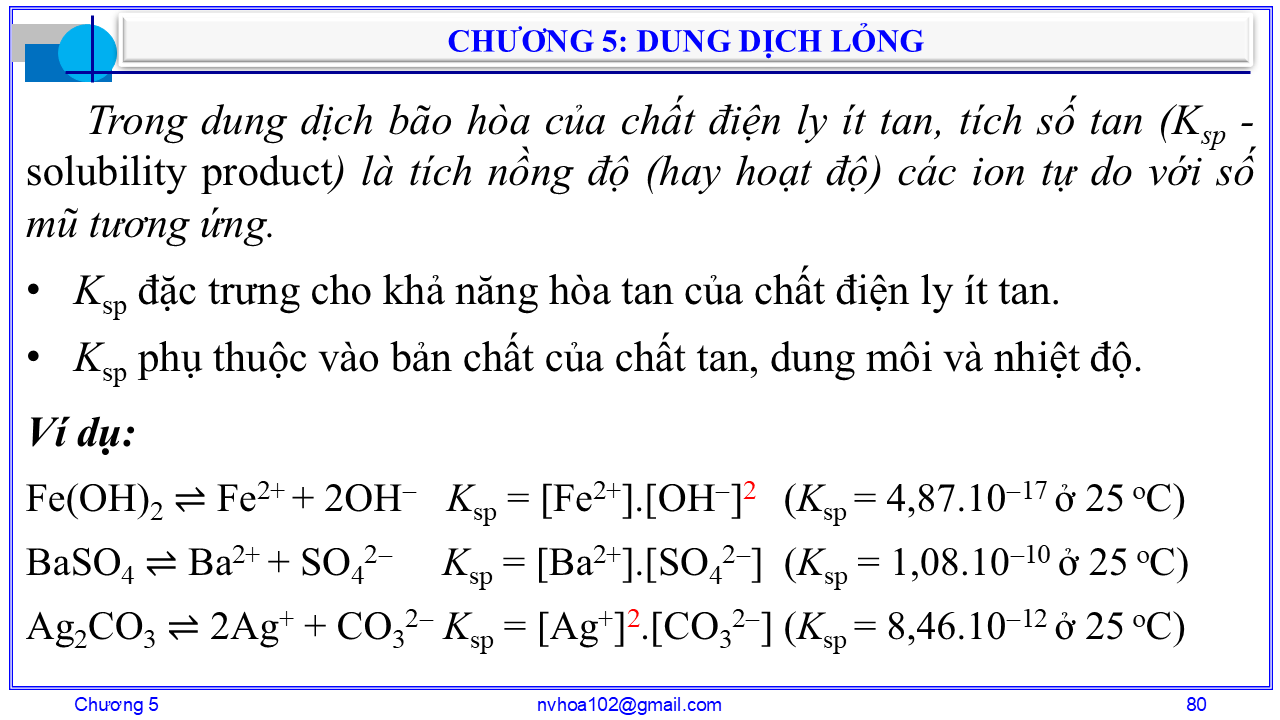 CHƯƠNG 5: DUNG DỊCH LỎNG
Trong dung dịch bão hòa của chất điện ly ít tan, tích số tan (Ksp -
solubility product) là tích nồng độ (hay hoạt độ) các ion tự do với số
mũ tương ứng.
• Ksp đặc trưng cho khả năng hòa tan của chất điện ly ít tan.
• Ksp phụ thuộc vào bản chất của chất tan, dung môi và nhiệt độ.
Ví dụ:
Fe(OH)₂ ⇌ Fe²⁺ + 2OH⁻ Ksp = [Fe²⁺].[OH⁻]² (Ksp = 4,87.10⁻¹⁷ ở 25 ºC)
BaSO₄ ⇌ Ba²⁺ + SO₄²⁻ Ksp = [Ba²⁺].[SO₄²⁻] (Ksp = 1,08.10⁻¹⁰ ở 25 ºC)
Ag₂CO₃ ⇌ 2Ag⁺ + CO₃²⁻ Ksp = [Ag⁺]².[CO₃²⁻] (Ksp = 8,46.10⁻¹² ở 25 ºC)
Chương 5 nvhoa102@gmail.com 80